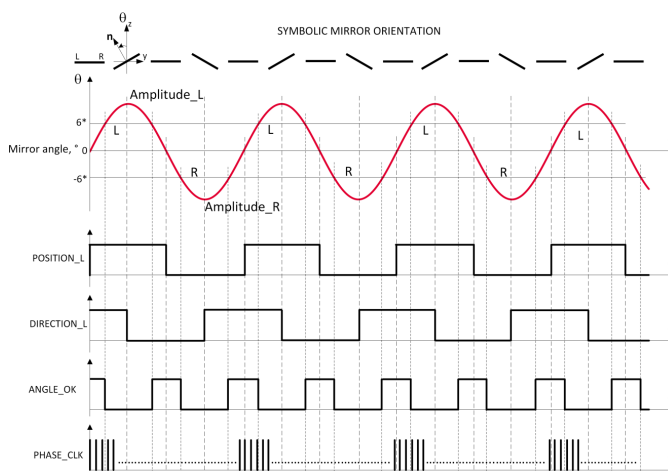 SYMBOLIC MIRROR ORIENTATION
θz
n
L R
y
θ
Amplitude_L
6*
L L L L
Mirror angle, ° 0
-6*
R R R
Amplitude_R
POSITION_L
DIRECTION_L
ANGLE_OK
PHASE_CLK